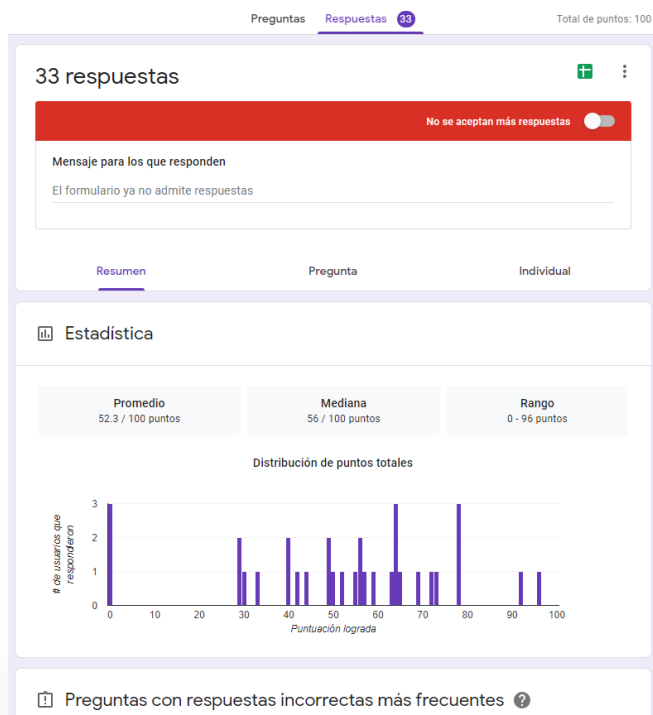 Preguntas Respuestas 33 Total de puntos: 100
33 respuestas
No se aceptan más respuestas
Mensaje para los que responden
El formulario ya no admite respuestas
Resumen Pregunta Individual
Estadística
Promedio Mediana Rango
52.3 / 100 puntos 56 / 100 puntos 0 - 96 puntos
Distribución de puntos totales
# de usuarios que
respondieron
3
2
1
0
0 10 20 30 40 50 60 70 80 90 100
Puntuación lograda
Preguntas con respuestas incorrectas más frecuentes ?